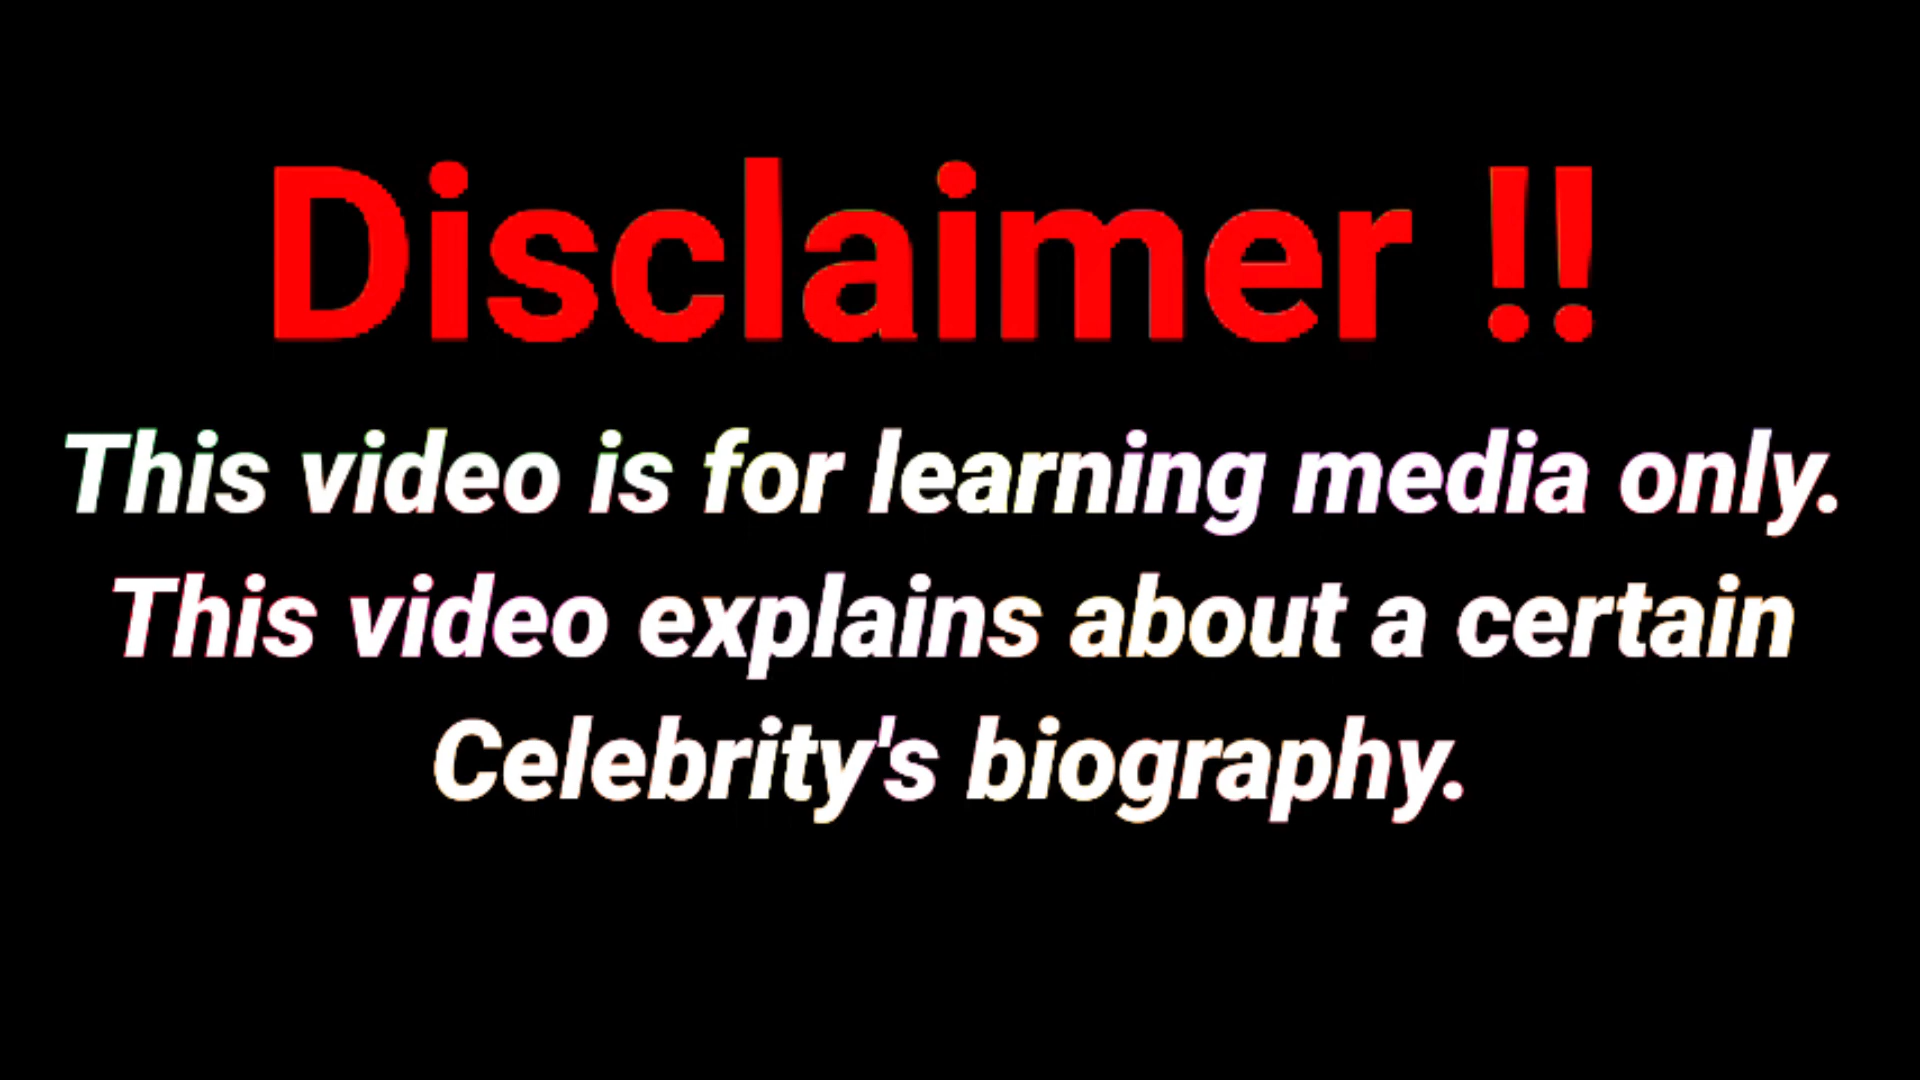 Disclaimer !!
This video is for learning media only.
This video explains about a certain
Celebrity's biography.